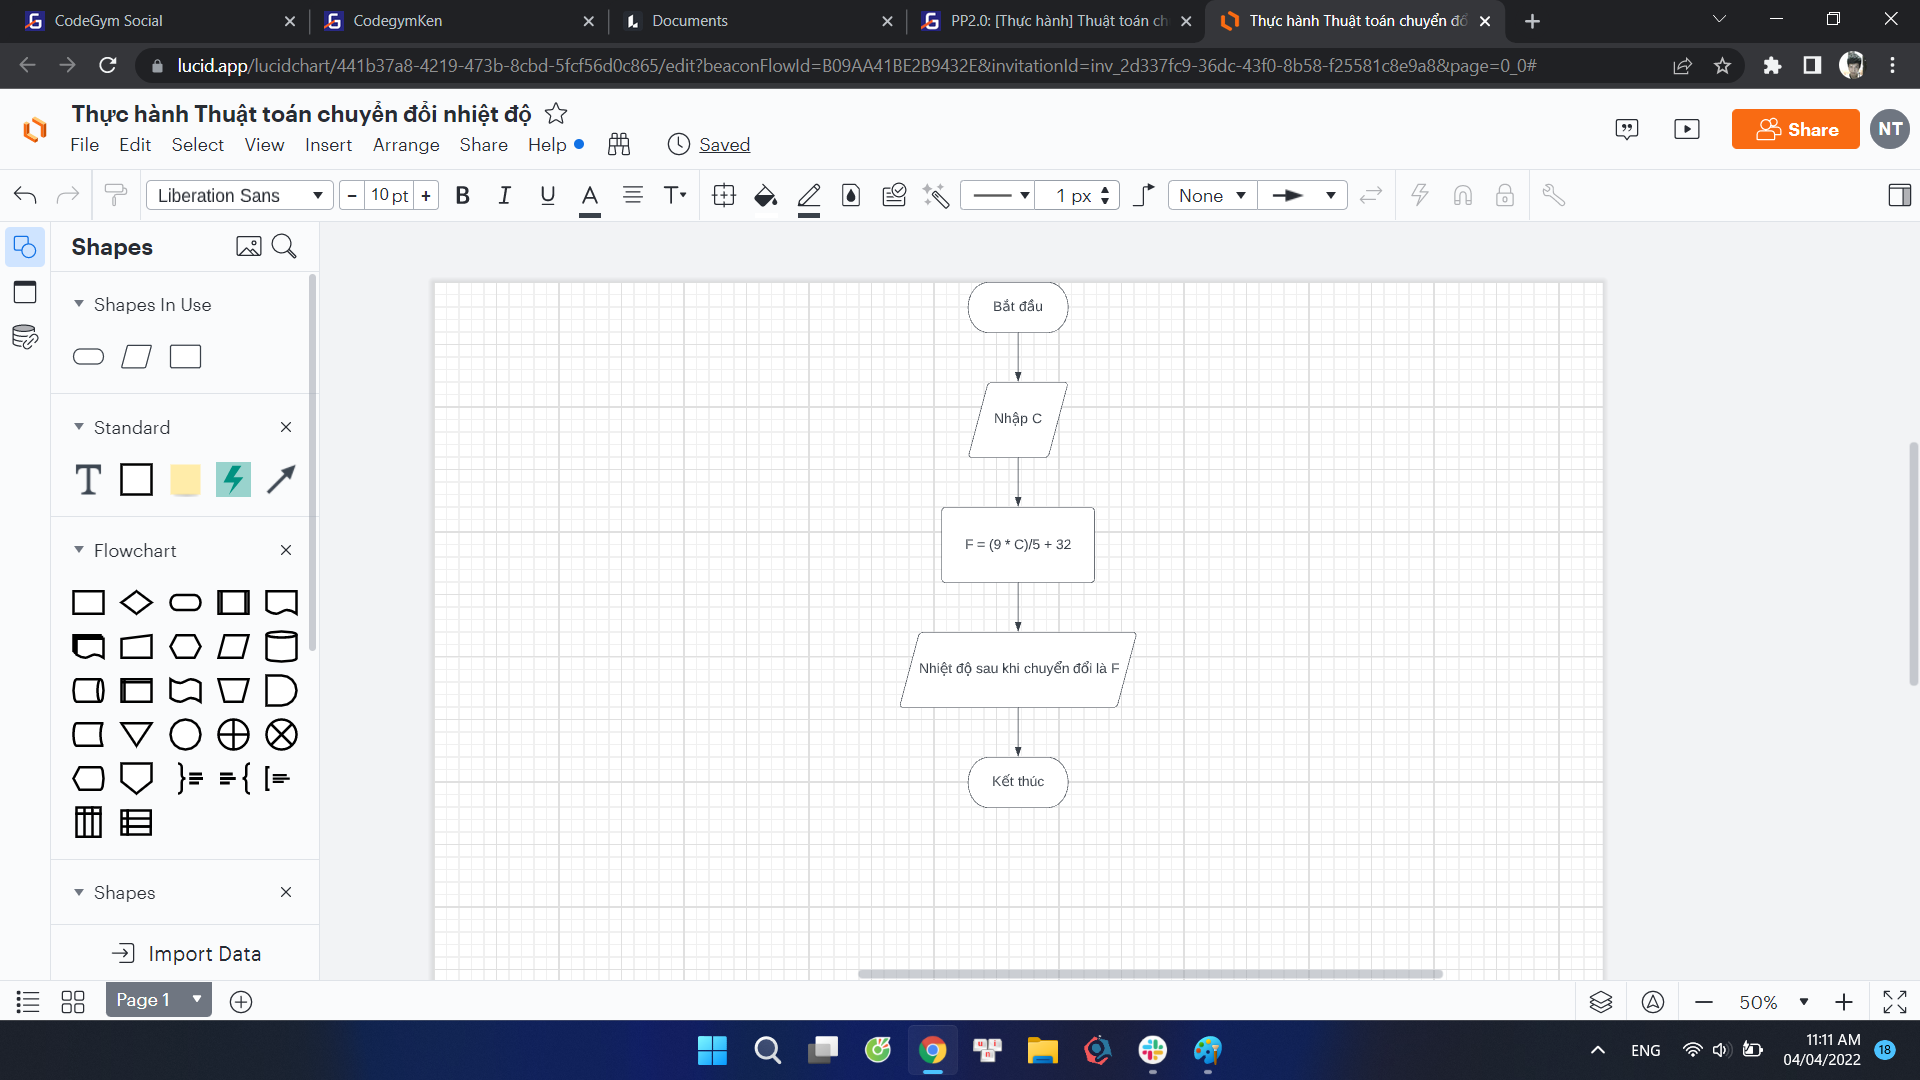 CodeGym Social
CodegymKen
Documents
PP2.0: [Thực hành] Thuật toán ch
Thực hành Thuật toán chuyển đổ
lucid.app/lucidchart/441b37a8-4219-473b-8cbd-5fcf56d0c865/edit?beaconFlowId=B09AA41BE2B9432E&invitationId=inv_2d337fc9-36dc-43f0-8b58-f25581c8e9a8&page=0_0#
Thực hành Thuật toán chuyển đổi nhiệt độ
File Edit Select View Insert Arrange Share Help Saved
Share
NT
Liberation Sans
− 10 pt +
B I U A T
1 px
None
Shapes
Shapes In Use
Standard
T
Flowchart
Shapes
Import Data
Bắt đầu
Nhập C
F = (9 * C)/5 + 32
Nhiệt độ sau khi chuyển đổi là F
Kết thúc
Page 1
50%
ENG
11:11 AM
04/04/2022
18